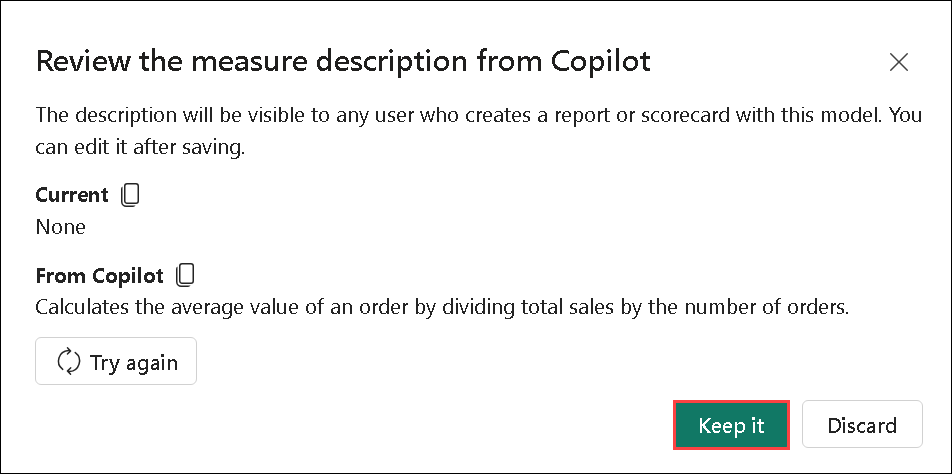 Review the measure description from Copilot
The description will be visible to any user who creates a report or scorecard with this model. You
can edit it after saving.
Current
None
From Copilot
Calculates the average value of an order by dividing total sales by the number of orders.
Try again
Keep it
Discard